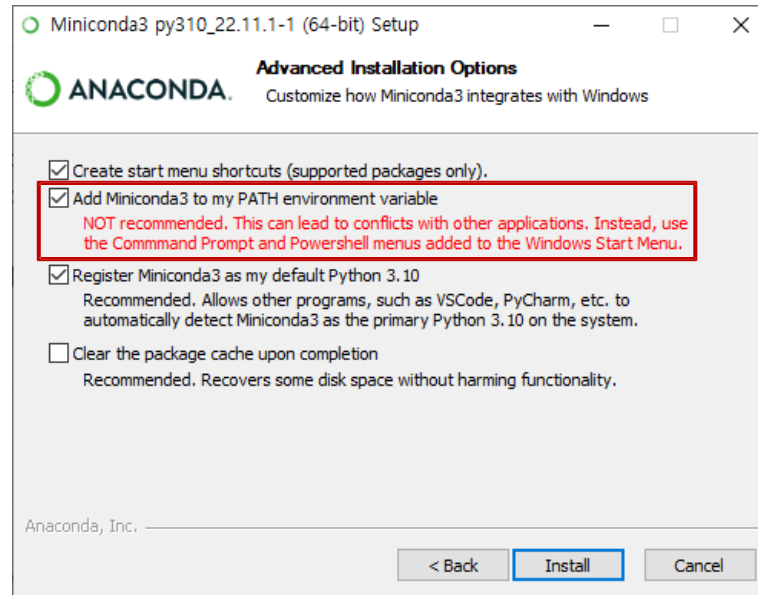 Miniconda3 py310_22.11.1-1 (64-bit) Setup
ANACONDA.
Advanced Installation Options
Customize how Miniconda3 integrates with Windows
Create start menu shortcuts (supported packages only).
Add Miniconda3 to my PATH environment variable
NOT recommended. This can lead to conflicts with other applications. Instead, use
the Commmand Prompt and Powershell menus added to the Windows Start Menu.
Register Miniconda3 as my default Python 3.10
Recommended. Allows other programs, such as VSCode, PyCharm, etc. to
automatically detect Miniconda3 as the primary Python 3.10 on the system.
Clear the package cache upon completion
Recommended. Recovers some disk space without harming functionality.
Anaconda, Inc.
< Back
Install
Cancel